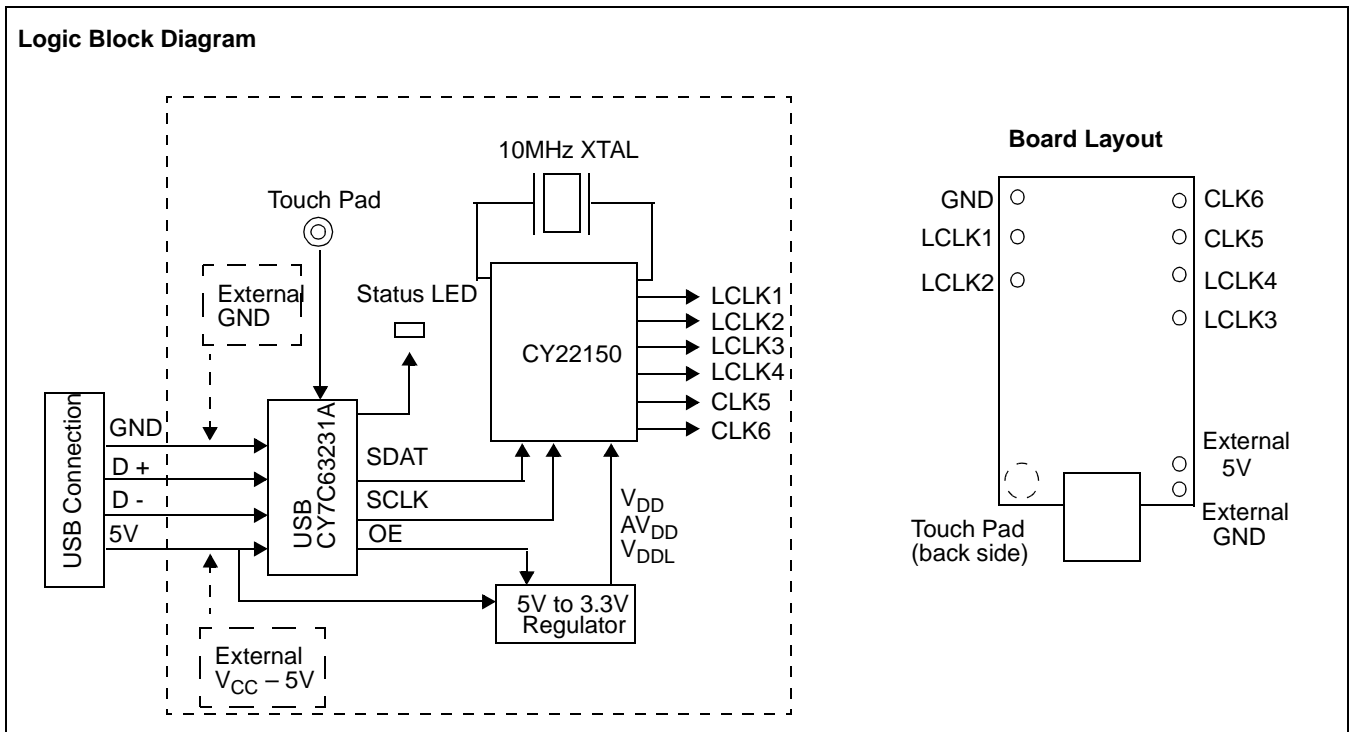 Logic Block Diagram
10MHz XTAL
Touch Pad
External
GND
Status LED
CY22150
LCLK1
LCLK2
LCLK3
LCLK4
CLK5
CLK6
USB Connection
GND
D +
D -
5V
USB
CY7C63231A
SDAT
SCLK
OE
VDD
AVDD
VDDL
5V to 3.3V
Regulator
External
VCC – 5V
Board Layout
GND
LCLK1
LCLK2
CLK6
CLK5
LCLK4
LCLK3
External
5V
External
GND
Touch Pad
(back side)